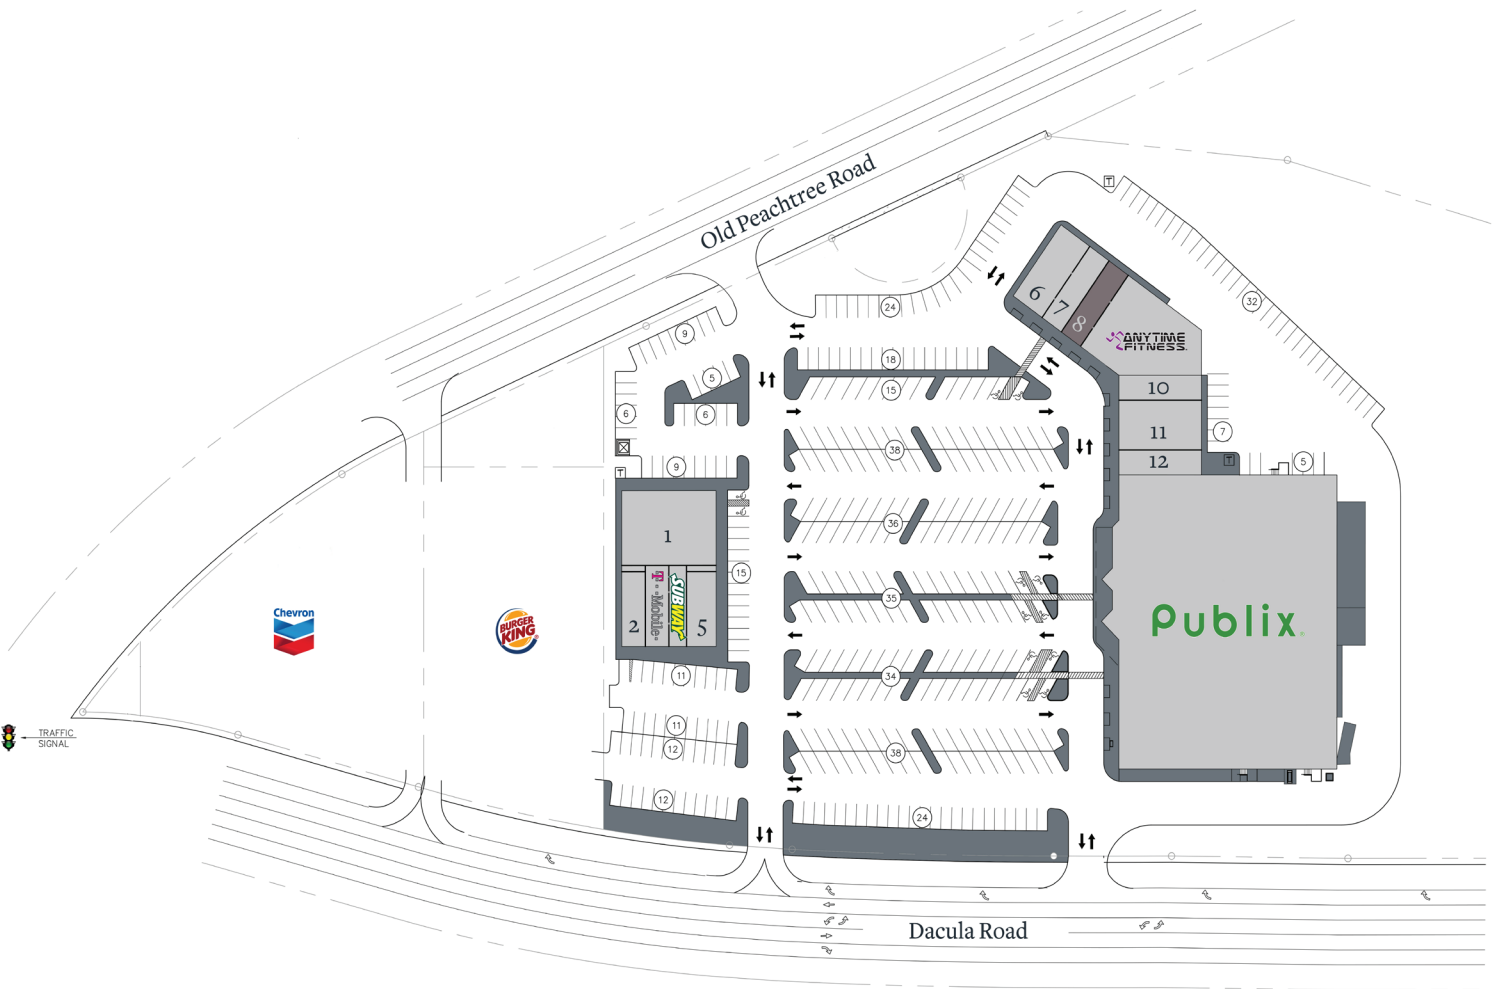 Old Peachtree Road
24
32
9
6
7
8
ANYTIME
FITNESS.
18
5
15
10
6
6
38
11
7
12
5
9
36
1
15
35
Chevron
BURGER
KING
T··Mobile·
SUBWAY
2
5
Publix
11
34
11
12
38
TRAFFIC
SIGNAL
12
24
Dacula Road
T
T
T